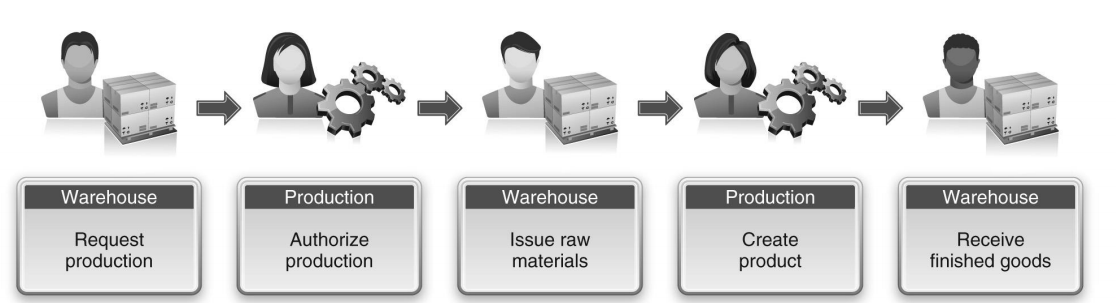 Warehouse
Request
production
Production
Authorize
production
Warehouse
Issue raw
materials
Production
Create
product
Warehouse
Receive
finished goods